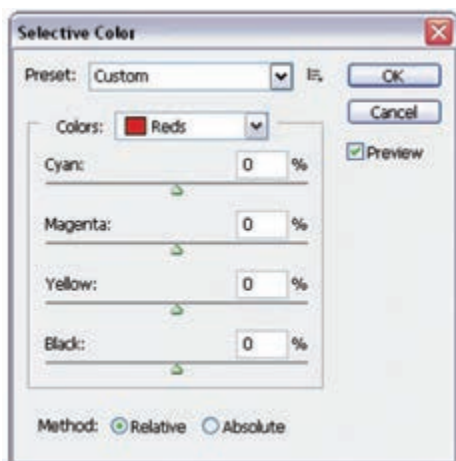 Selective Color
Preset: Custom
OK
Cancel
Colors: Reds
Preview
Cyan: 0 %
Magenta: 0 %
Yellow: 0 %
Black: 0 %
Method: Relative Absolute